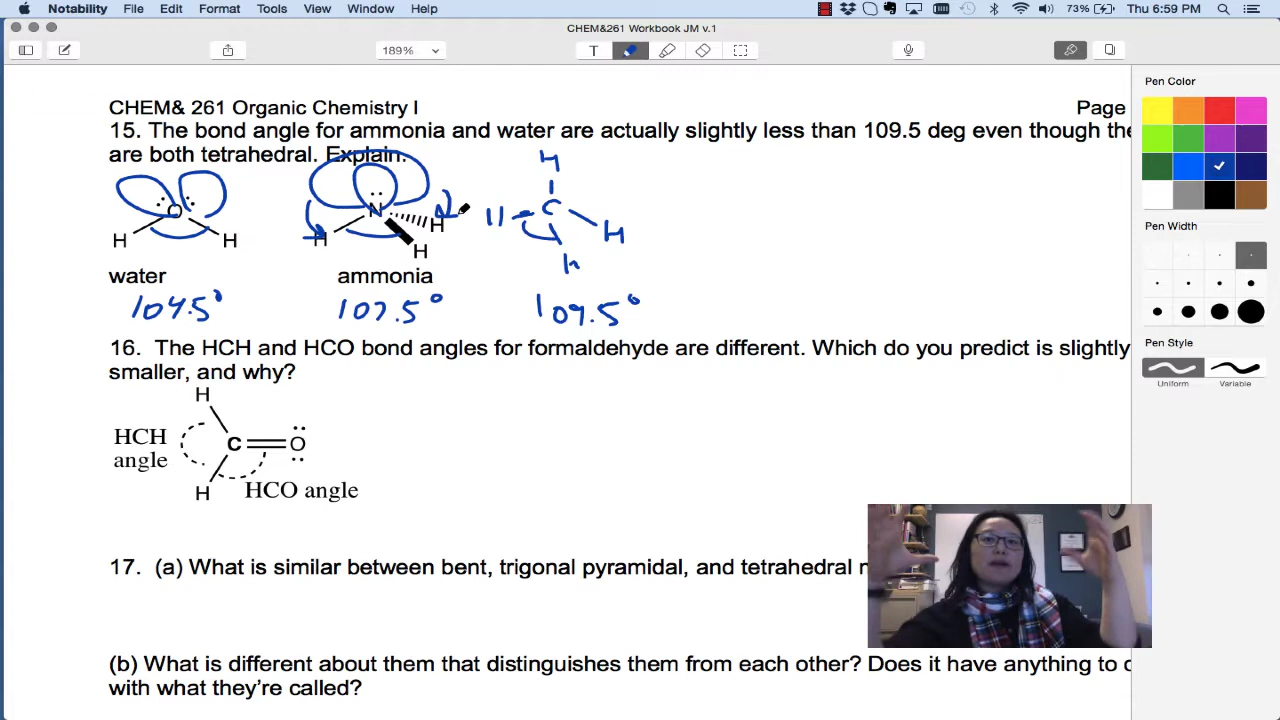 Notability File Edit Format Tools View Window Help 73% Thu 6:59 PM
CHEM&261 Workbook JM v.1
189% T
Pen Color
Pen Width
Pen Style
Uniform Variable
CHEM& 261 Organic Chemistry I Page
15. The bond angle for ammonia and water are actually slightly less than 109.5 deg even though the
are both tetrahedral. Explain.
O H H
N H H H
H C H H h
water ammonia
104.5° 107.5° 109.5°
16. The HCH and HCO bond angles for formaldehyde are different. Which do you predict is slightly
smaller, and why?
H
HCH
angle
C O
H
HCO angle
17. (a) What is similar between bent, trigonal pyramidal, and tetrahedral
(b) What is different about them that distinguishes them from each other? Does it have anything to
with what they're called?